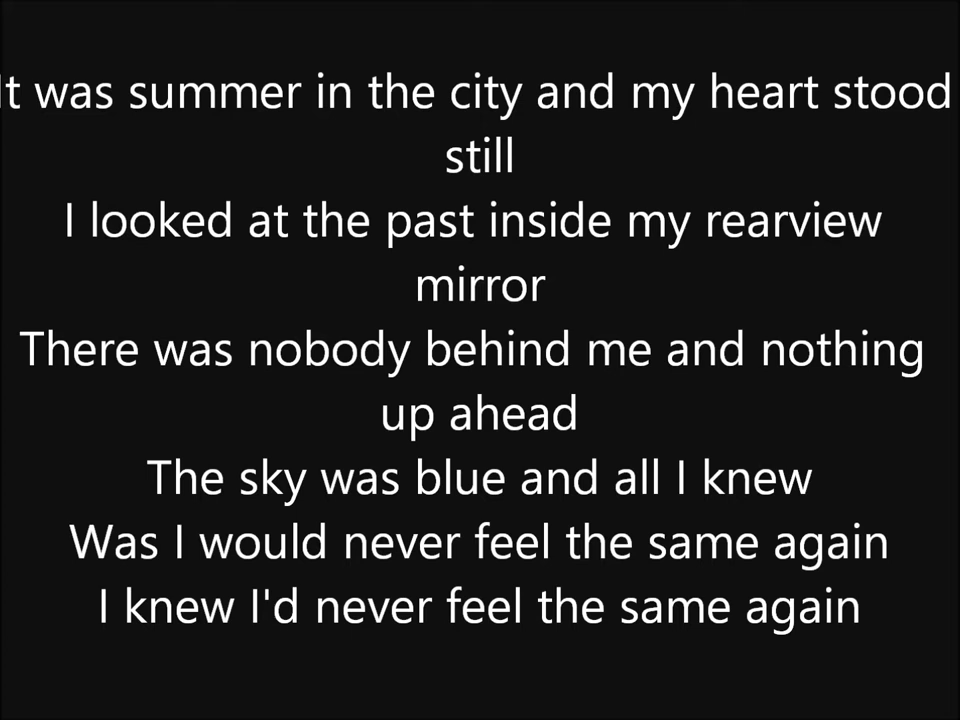 It was summer in the city and my heart stood
still
I looked at the past inside my rearview
mirror
There was nobody behind me and nothing
up ahead
The sky was blue and all I knew
Was I would never feel the same again
I knew I'd never feel the same again